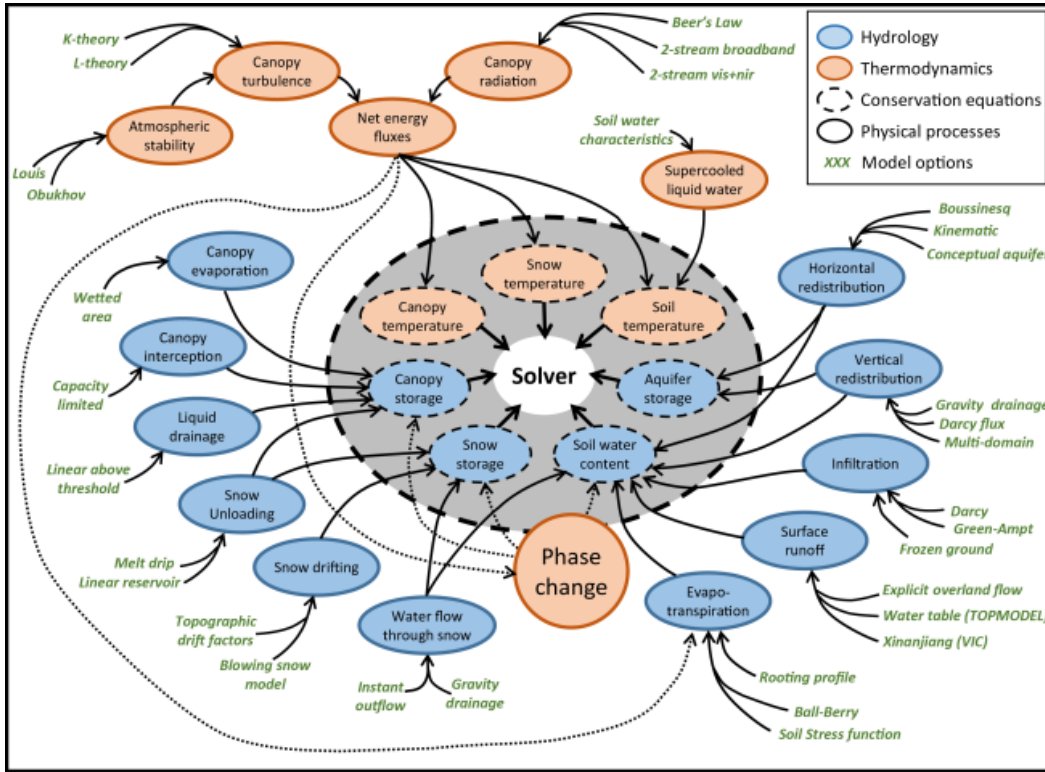 K-theory
L-theory
Canopy
turbulence
Canopy
radiation
Beer's Law
2-stream broadband
2-stream vis+nir
Hydrology
Thermodynamics
Conservation equations
Physical processes
XXX Model options
Atmospheric
stability
Net energy
fluxes
Louis
Obukhov
Soil water
characteristics
Supercooled
liquid water
Boussinesq
Kinematic
Conceptual aquifer
Canopy
evaporation
Wetted
area
Snow
temperature
Horizontal
redistribution
Canopy
temperature
Soil
temperature
Canopy
interception
Capacity
limited
Canopy
storage
Solver
Aquifer
storage
Vertical
redistribution
Gravity drainage
Darcy flux
Multi-domain
Liquid
drainage
Linear above
threshold
Snow
storage
Soil water
content
Infiltration
Darcy
Green-Ampt
Frozen ground
Snow
Unloading
Melt drip
Linear reservoir
Surface
runoff
Explicit overland flow
Water table (TOPMODEL)
Xinanjiang (VIC)
Snow drifting
Topographic
drift factors
Blowing snow
model
Phase
change
Water flow
through snow
Instant
outflow
Gravity
drainage
Evapo-
transpiration
Rooting profile
Ball-Berry
Soil Stress function